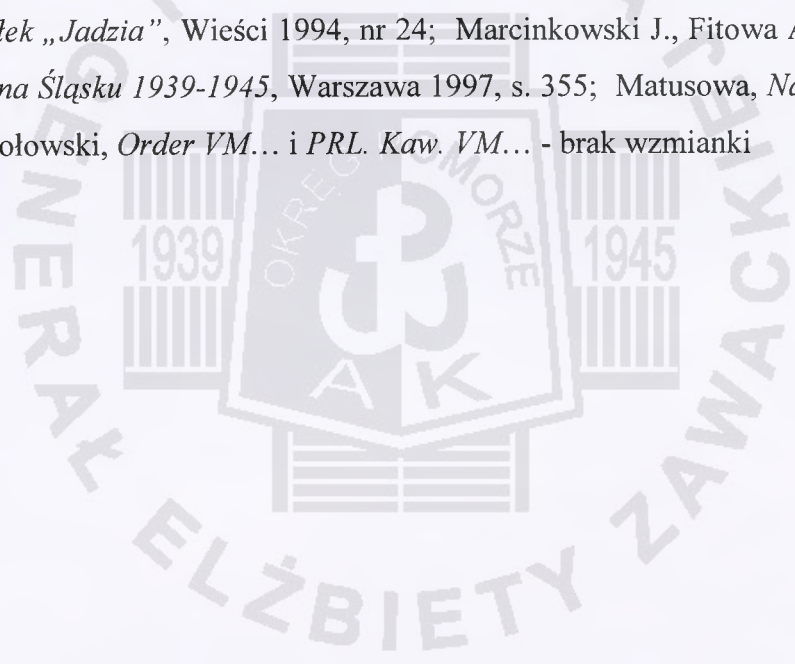 łek „Jadzia”, Wieści 1994, nr 24; Marcinkowski J., Fitowa A
na Śląsku 1939-1945, Warszawa 1997, s. 355; Matusowa, Na
ołowski, Order VM… i PRL. Kaw. VM… - brak wzmianki
OKRĘG POMORZE
1939
1945
AK
GENERAŁ ELŻBIETY ZAWACKIEJ